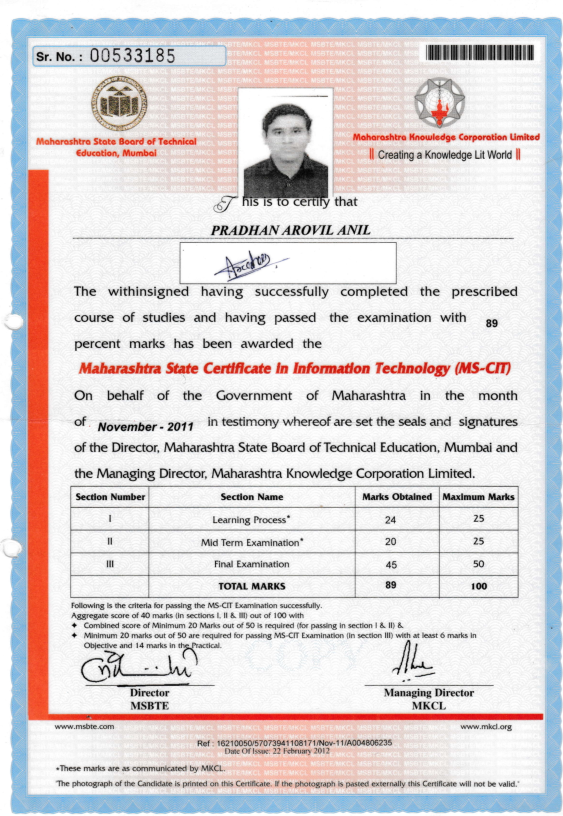 Sr. No. : 00533185
Maharashtra State Board of Technical
Education, Mumbai
Maharashtra Knowledge Corporation Limited
|| Creating a Knowledge Lit World ||
This is to certify that
PRADHAN AROVIL ANIL
The withinsigned having successfully completed the prescribed
course of studies and having passed the examination with 89
percent marks has been awarded the
Maharashtra State Certificate In Information Technology (MS-CIT)
On behalf of the Government of Maharashtra in the month
of November - 2011 in testimony whereof are set the seals and signatures
of the Director, Maharashtra State Board of Technical Education, Mumbai and
the Managing Director, Maharashtra Knowledge Corporation Limited.
Section Number Section Name Marks Obtained Maximum Marks
I Learning Process* 24 25
II Mid Term Examination* 20 25
III Final Examination 45 50
TOTAL MARKS 89 100
Following is the criteria for passing the MS-CIT Examination successfully.
Aggregate score of 40 marks (in sections I, II & III) out of 100 with
✦ Combined score of Minimum 20 Marks out of 50 is required (for passing in section I & II) &
✦ Minimum 20 marks out of 50 are required for passing MS-CIT Examination (in section III) with at least 6 marks in
Objective and 14 marks in the Practical.
Director
MSBTE
Managing Director
MKCL
www.msbte.com
www.mkcl.org
Ref : 16210050/57073941108171/Nov-11/A004806235
Date Of Issue: 22 February 2012
*These marks are as communicated by MKCL.
"The photograph of the Candidate is printed on this Certificate. If the photograph is pasted externally this Certificate will not be valid."